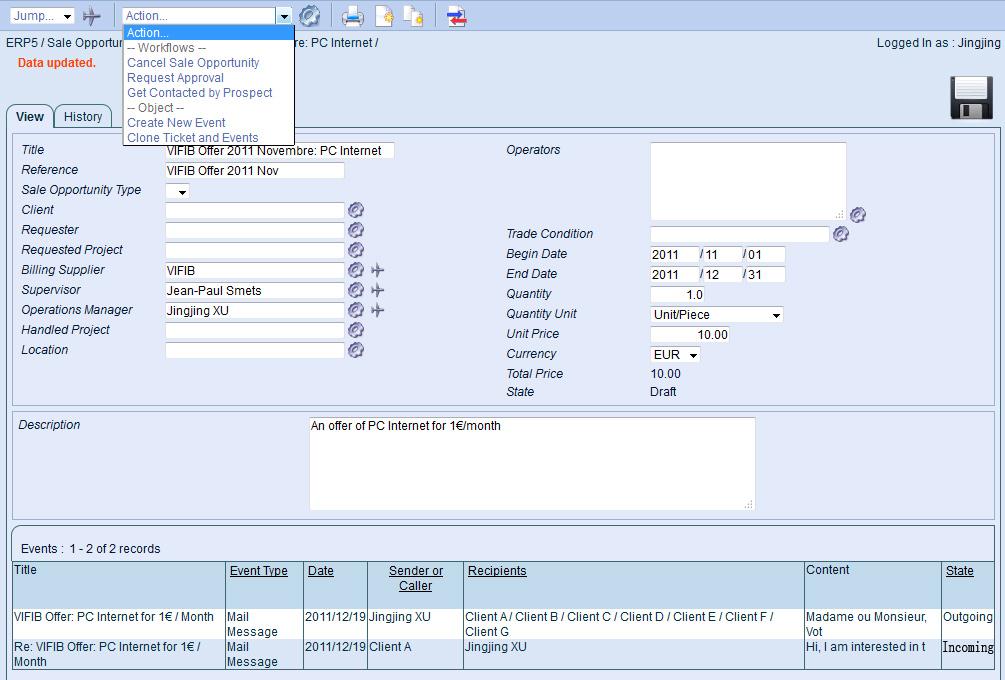 Jump...
Action...
Action...
-- Workflows --
Cancel Sale Opportunity
Request Approval
Get Contacted by Prospect
-- Object --
Create New Event
Clone Ticket and Events
ERP5 / Sale Opportu re: PC Internet /
Logged In as : Jingjing
Data updated.
View
History
Title VIFIB Offer 2011 Novembre: PC Internet
Reference VIFIB Offer 2011 Nov
Sale Opportunity Type
Client
Requester
Requested Project
Billing Supplier VIFIB
Supervisor Jean-Paul Smets
Operations Manager Jingjing XU
Handled Project
Location
Operators
Trade Condition
Begin Date 2011 / 11 / 01
End Date 2011 / 12 / 31
Quantity 1.0
Quantity Unit Unit/Piece
Unit Price 10.00
Currency EUR
Total Price 10.00
State Draft
Description An offer of PC Internet for 1€/month
Events : 1 - 2 of 2 records
Title Event Type Date Sender or Caller Recipients Content State
VIFIB Offer: PC Internet for 1€ / Month Mail Message 2011/12/19 Jingjing XU Client A / Client B / Client C / Client D / Client E / Client F / Client G Madame ou Monsieur, Vot Outgoing
Re: VIFIB Offer: PC Internet for 1€ / Month Mail Message 2011/12/19 Client A Jingjing XU Hi, I am interested in t Incoming